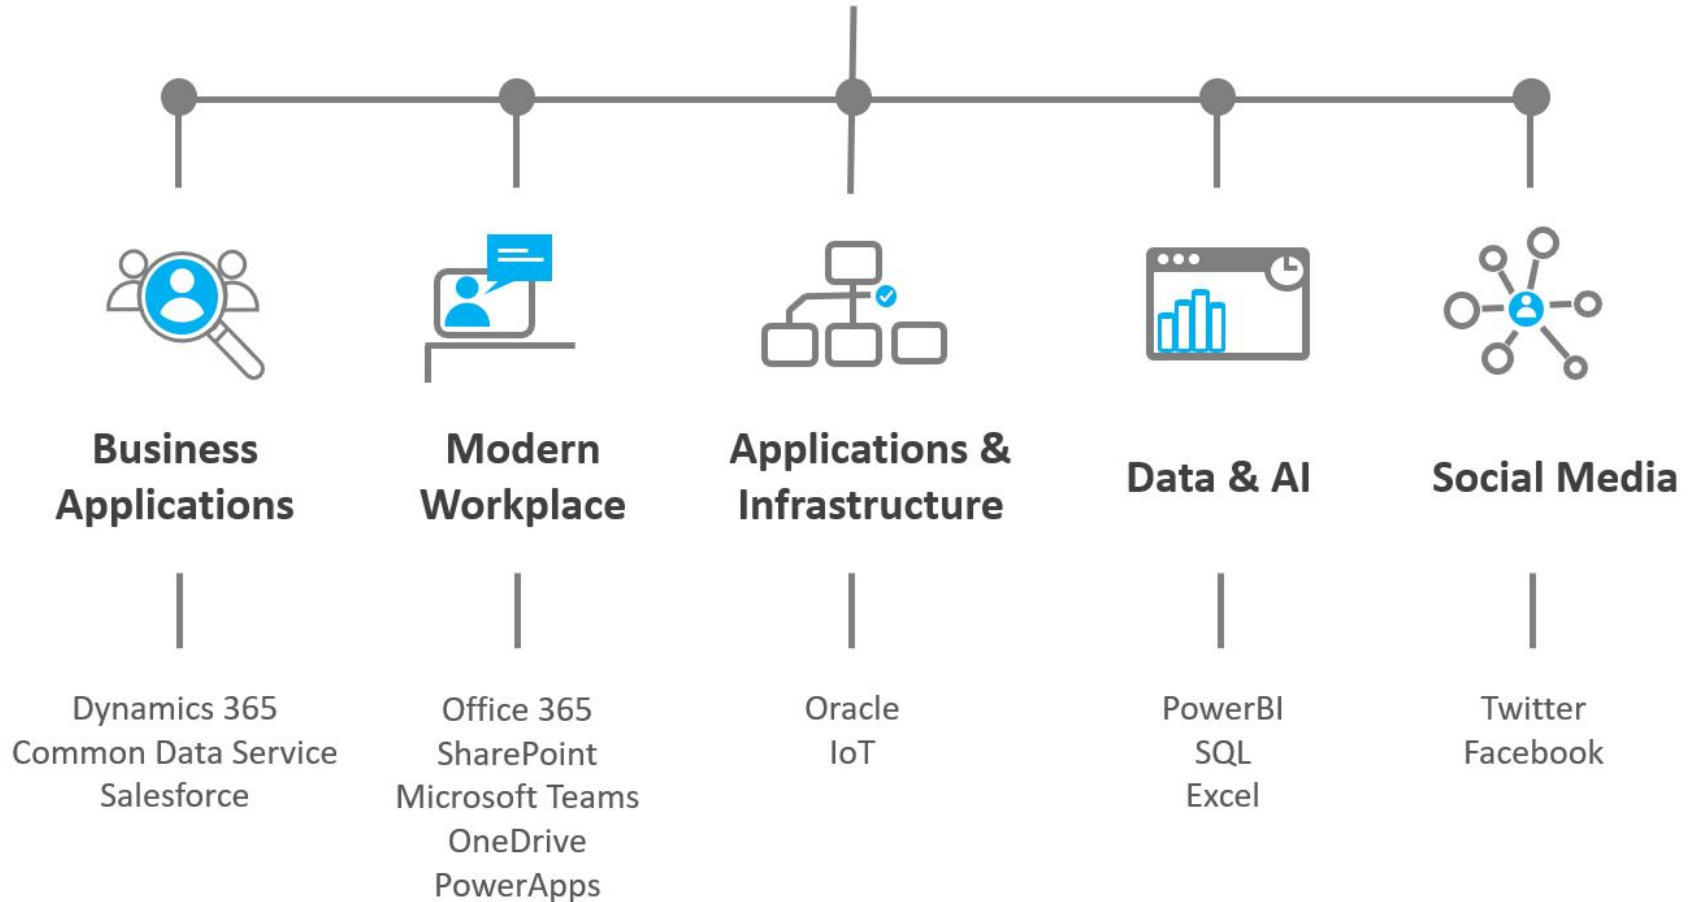 Business
Applications
Modern
Workplace
Applications &
Infrastructure
Data & AI
Social Media
Dynamics 365
Common Data Service
Salesforce
Office 365
SharePoint
Microsoft Teams
OneDrive
PowerApps
Oracle
IoT
PowerBI
SQL
Excel
Twitter
Facebook